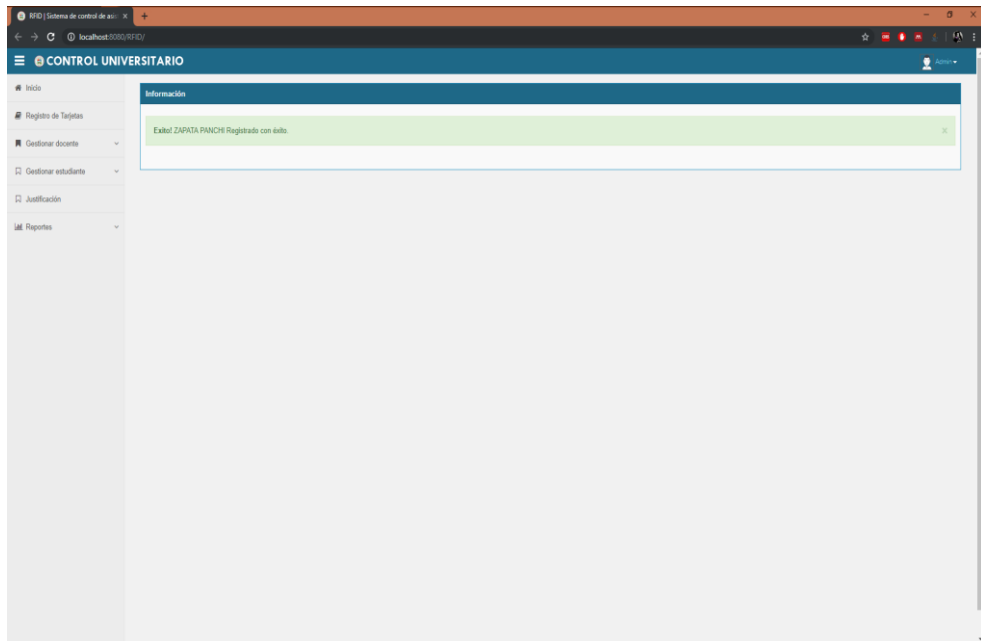 RFID | Sistema de control de asi
localhost:8080/RFID/
CONTROL UNIVERSITARIO
Admin
Inicio
Registro de Tarjetas
Gestionar docente
Gestionar estudiante
Justificación
Reportes
Información
Exito! ZAPATA PANCHI Registrado con éxito.